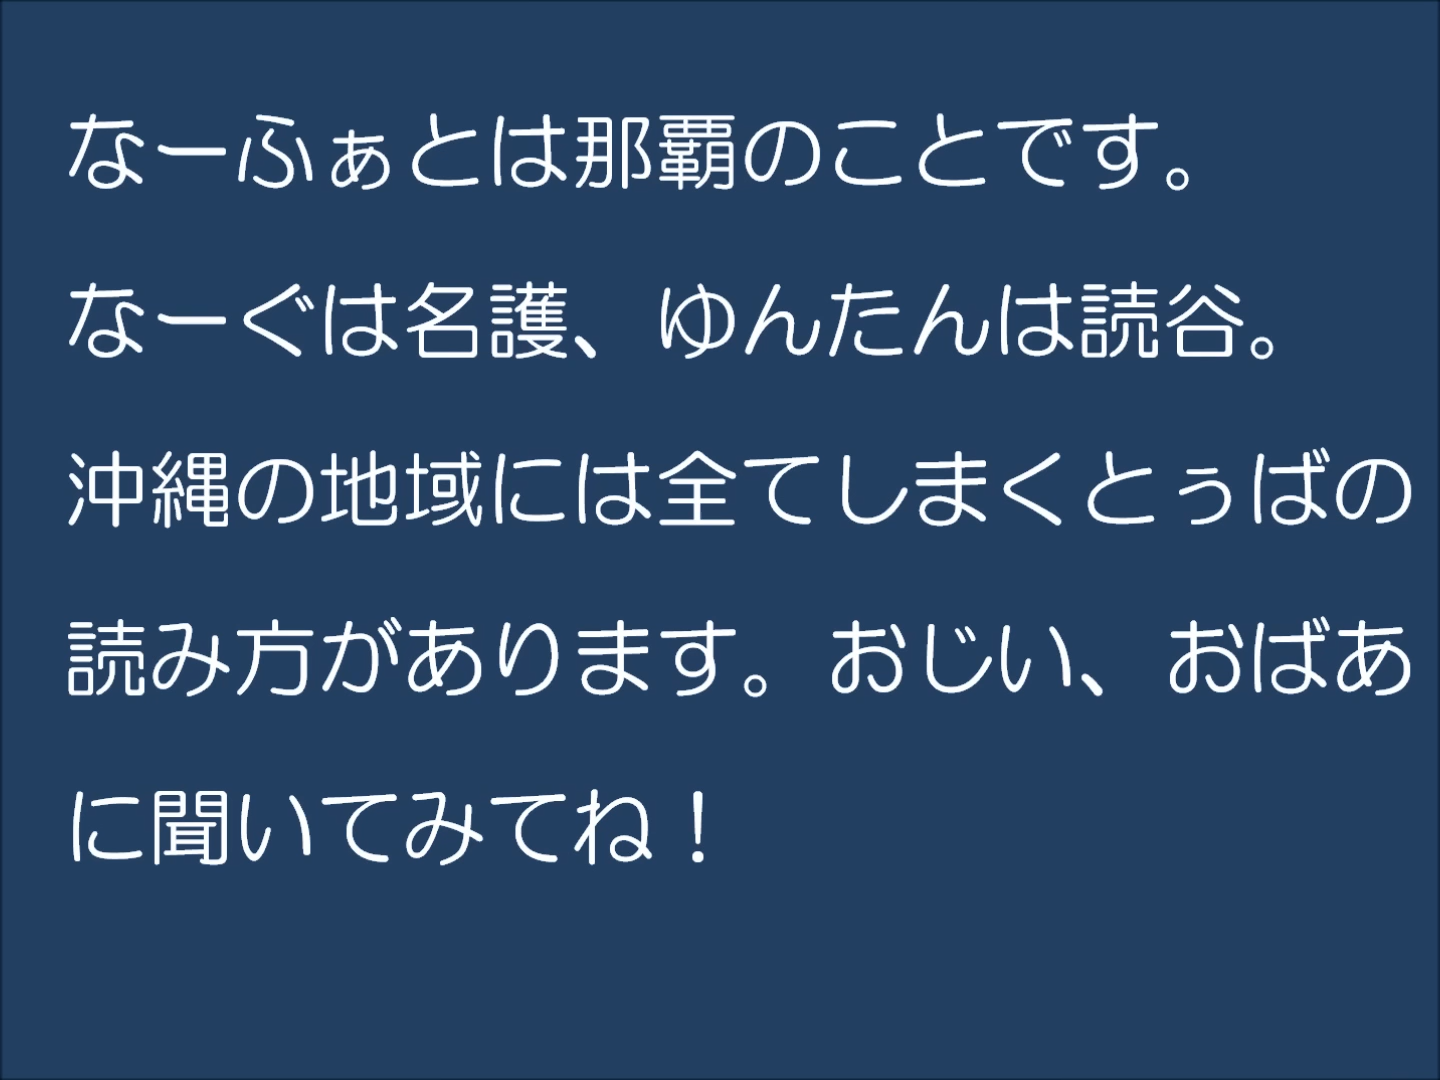 なーふぁとは那覇のことです。
なーぐは名護、ゆんたんは読谷。
沖縄の地域には全てしまくとぅばの
読み方があります。おじい、おばあ
に聞いてみてね！